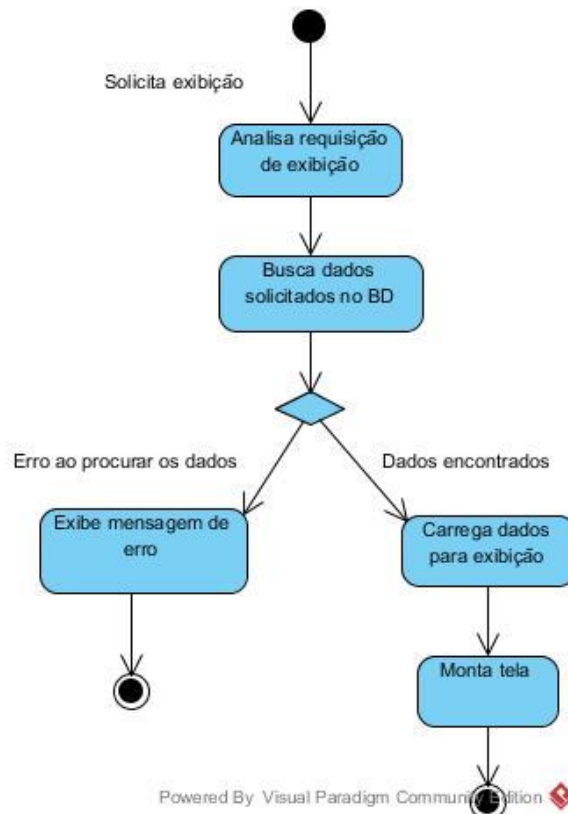 Solicita exibição
Analisa requisição
de exibição
Busca dados
solicitados no BD
Erro ao procurar os dados
Dados encontrados
Exibe mensagem de
erro
Carrega dados
para exibição
Monta tela
Powered By Visual Paradigm Community Edition